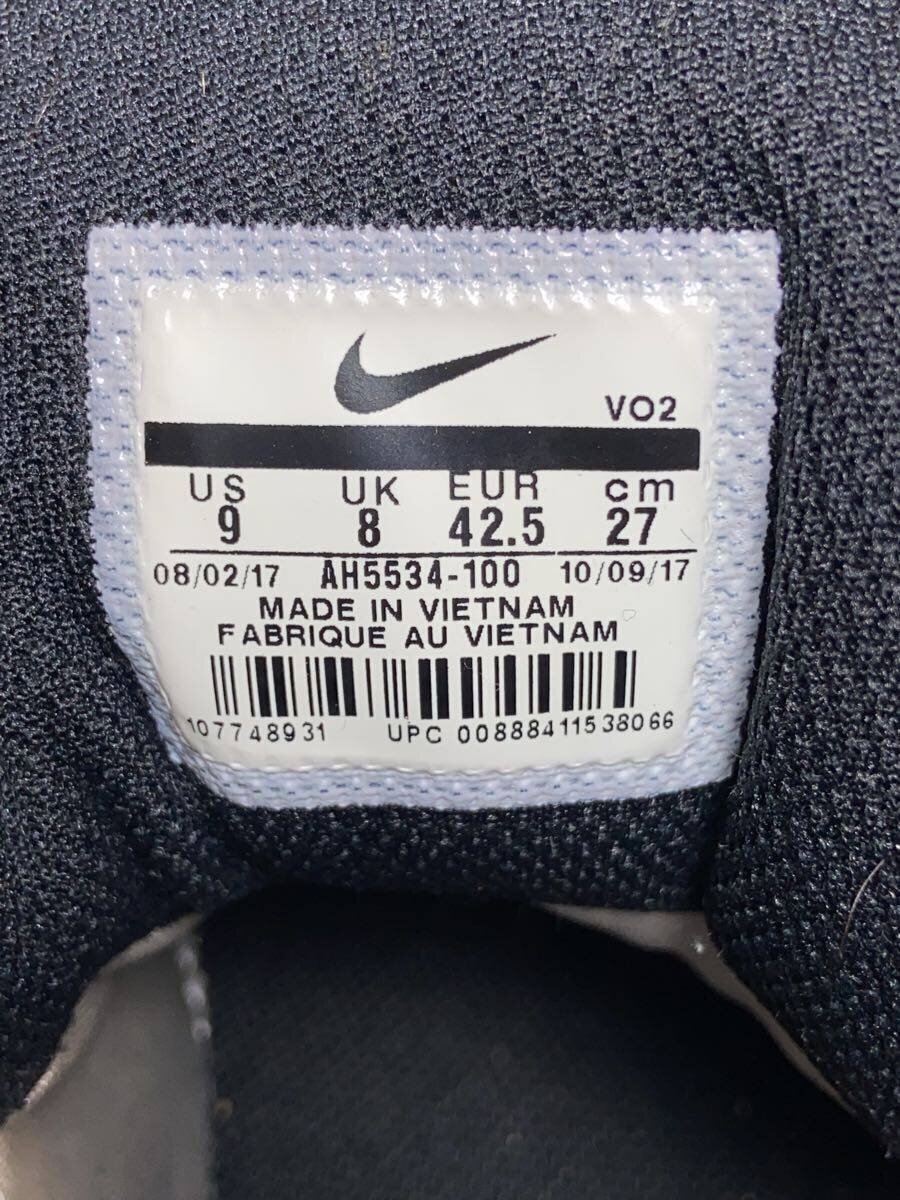 VO2
US UK EUR cm
9 8 42.5 27
08/02/17 AH5534-100 10/09/17
MADE IN VIETNAM
FABRIQUE AU VIETNAM
107748931 UPC 00888411538066